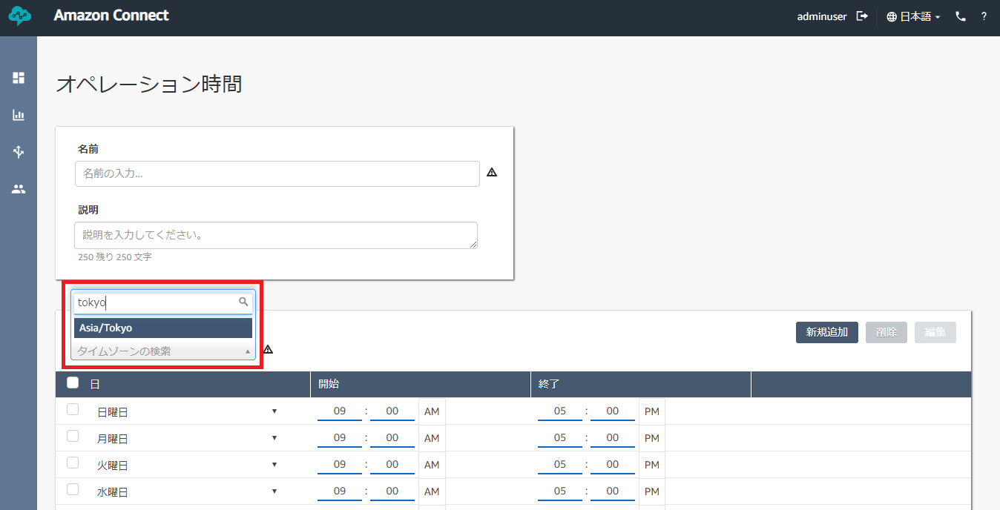 Amazon Connect
adminuser 日本語 ?
オペレーション時間
名前
名前の入力...
説明
説明を入力してください。
250 残り 250 文字
tokyo
Asia/Tokyo
タイムゾーンの検索
新規追加 削除 編集
日 開始 終了
日曜日 09 : 00 AM 05 : 00 PM
月曜日 09 : 00 AM 05 : 00 PM
火曜日 09 : 00 AM 05 : 00 PM
水曜日 09 : 00 AM 05 : 00 PM